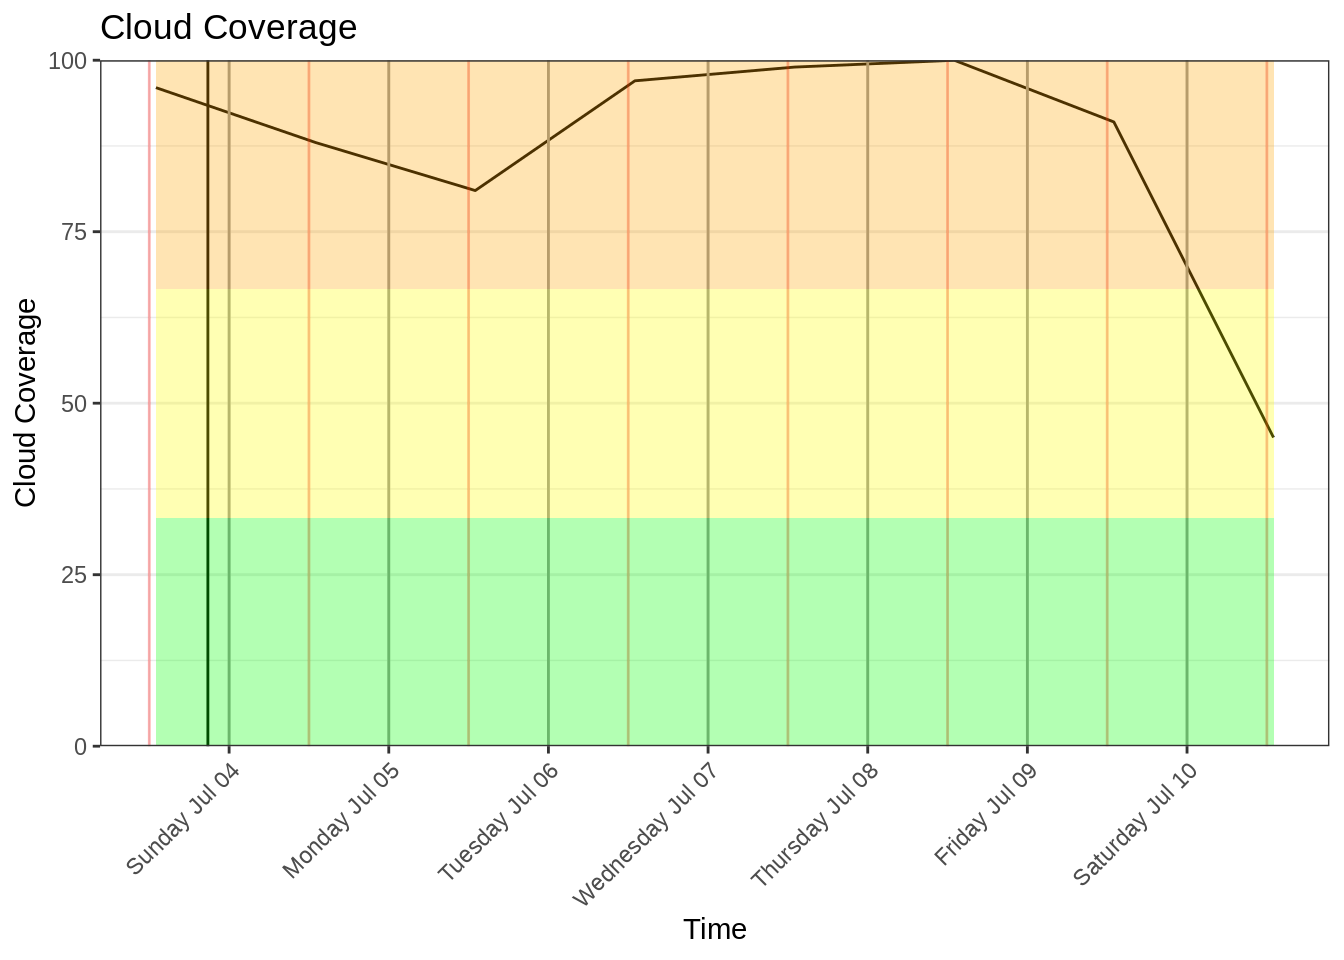 Cloud Coverage
Cloud Coverage
100
75
50
25
0
Sunday Jul 04
Monday Jul 05
Tuesday Jul 06
Wednesday Jul 07
Thursday Jul 08
Friday Jul 09
Saturday Jul 10
Time